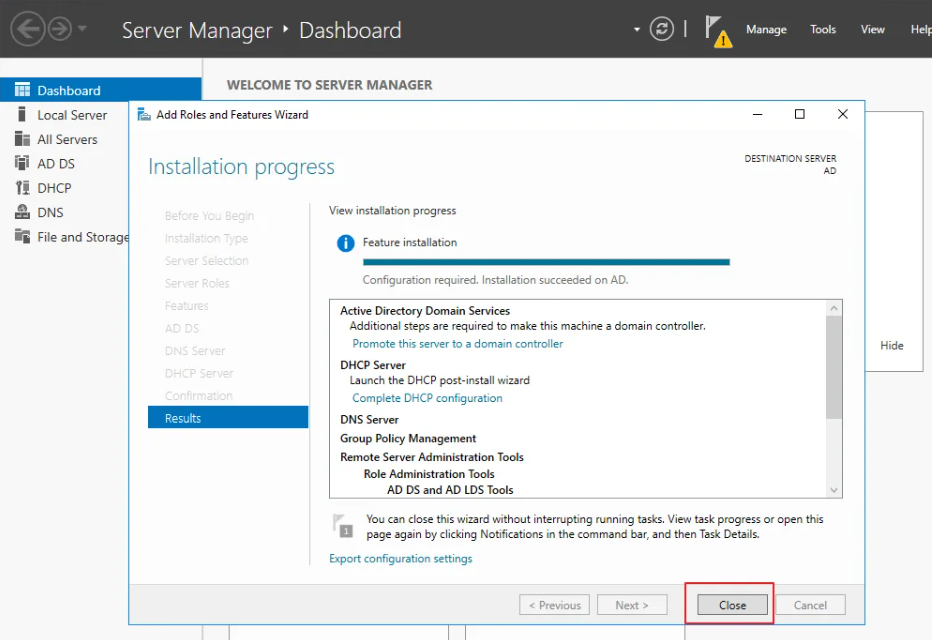 Server Manager ‣ Dashboard
Manage Tools View Help
Dashboard
Local Server
All Servers
AD DS
DHCP
DNS
File and Storage
WELCOME TO SERVER MANAGER
Add Roles and Features Wizard
Installation progress
DESTINATION SERVER
AD
Before You Begin
Installation Type
Server Selection
Server Roles
Features
AD DS
DNS Server
DHCP Server
Confirmation
Results
View installation progress
Feature installation
Configuration required. Installation succeeded on AD.
Active Directory Domain Services
Additional steps are required to make this machine a domain controller.
Promote this server to a domain controller
DHCP Server
Launch the DHCP post-install wizard
Complete DHCP configuration
DNS Server
Group Policy Management
Remote Server Administration Tools
Role Administration Tools
AD DS and AD LDS Tools
1
You can close this wizard without interrupting running tasks. View task progress or open this
page again by clicking Notifications in the command bar, and then Task Details.
Export configuration settings
< Previous Next > Close Cancel
Hide